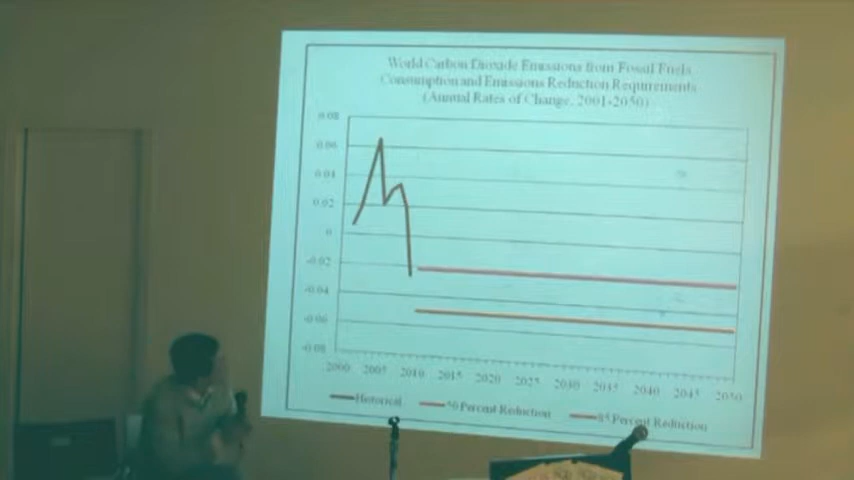 World Carbon Dioxide Emissions from Fossil Fuels
Consumption and Emissions Reduction Requirements
(Annual Rates of Change, 2001-2050)
0.08
0.06
0.04
0.02
0
-0.02
-0.04
-0.06
-0.08
2000 2005 2010 2015 2020 2025 2030 2035 2040 2045 2050
Historical 50 Percent Reduction 85 Percent Reduction